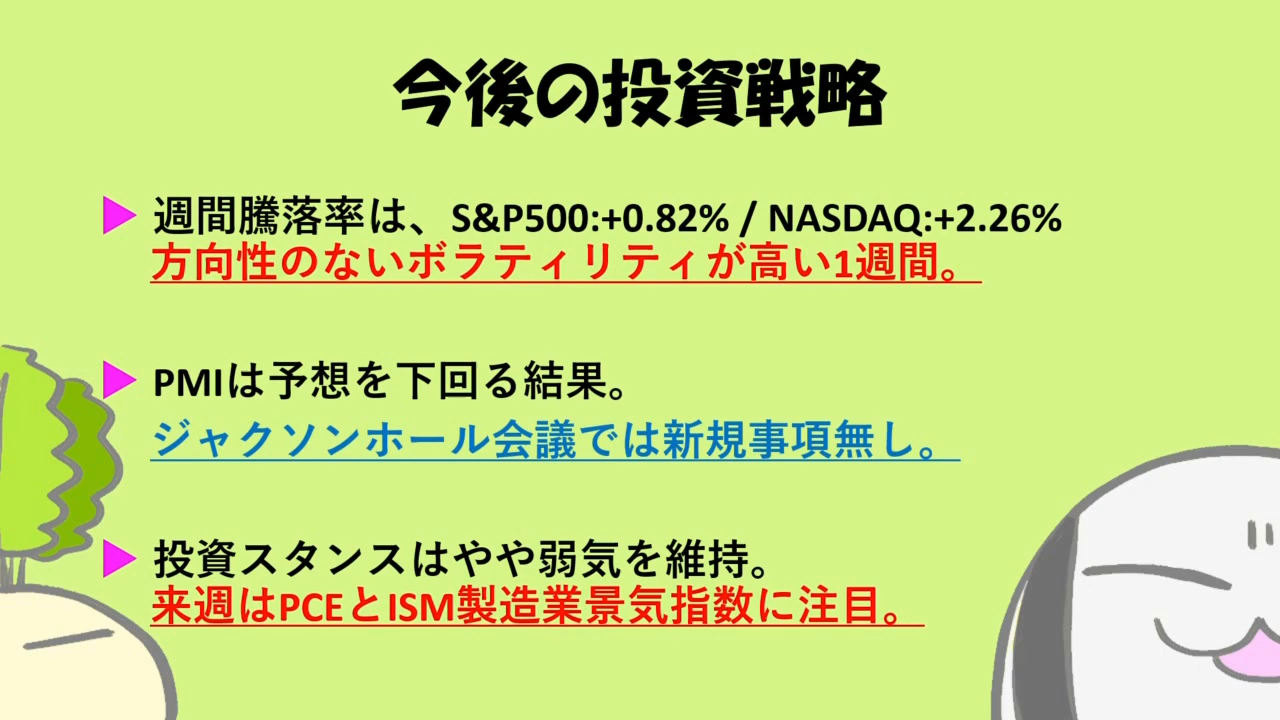 今後の投資戦略
週間騰落率は、S&P500:+0.82% / NASDAQ:+2.26%
方向性のないボラティリティが高い1週間。
PMIは予想を下回る結果。
ジャクソンホール会議では新規事項無し。
投資スタンスはやや弱気を維持。
来週はPCEとISM製造業景気指数に注目。